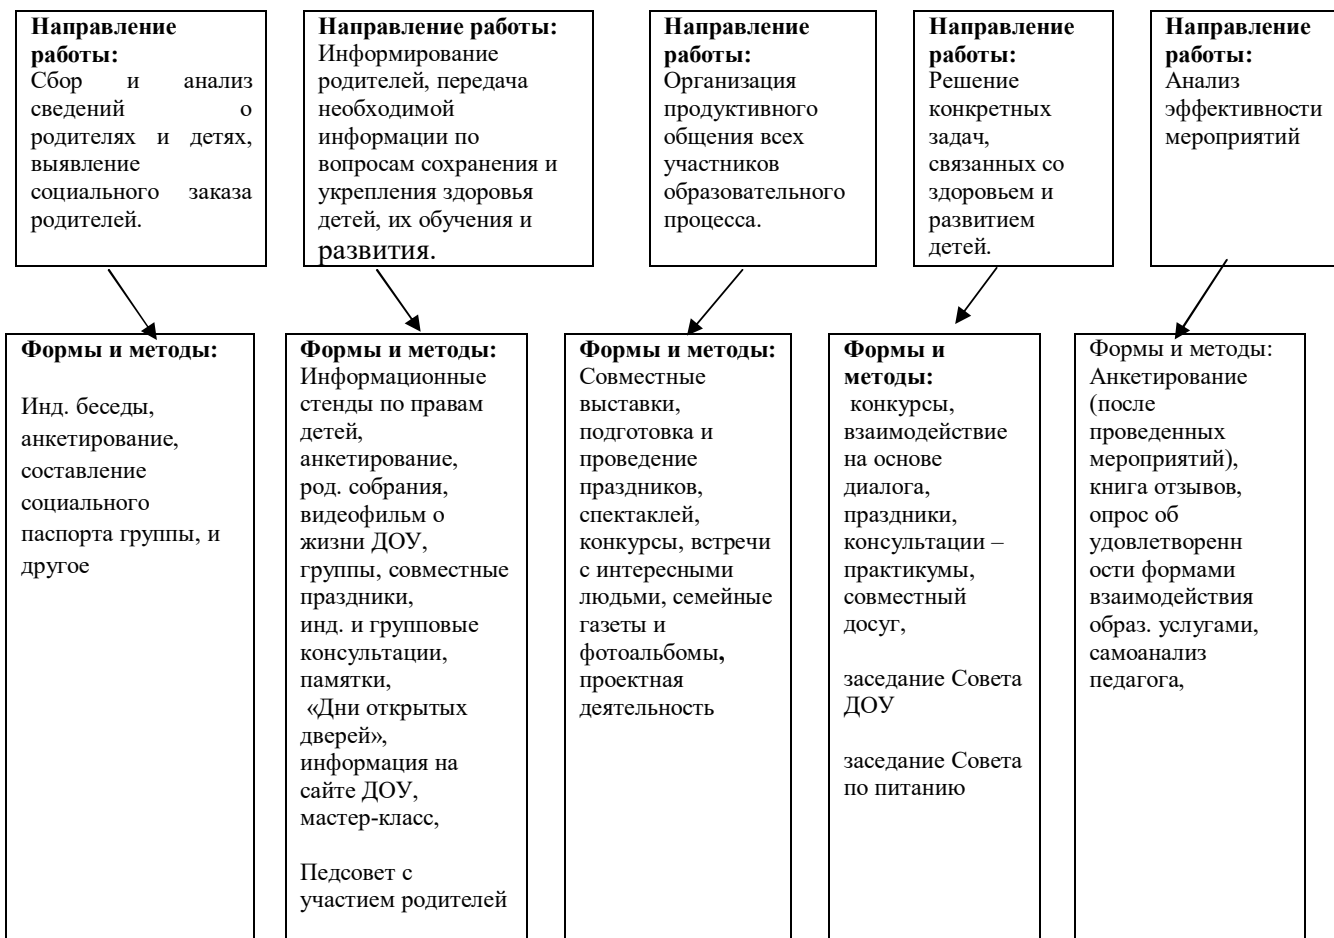 Направление
работы:
Сбор и анализ
сведений о
родителях и детях,
выявление
социального заказа
родителей.
Направление работы:
Информирование
родителей, передача
необходимой
информации по
вопросам сохранения и
укрепления здоровья
детей, их обучения и
развития.
Направление
работы:
Организация
продуктивного
общения всех
участников
образовательного
процесса.
Направление
работы:
Решение
конкретных
задач,
связанных со
здоровьем и
развитием
детей.
Направление
работы:
Анализ
эффективности
мероприятий
Формы и методы:
Инд. беседы,
анкетирование,
составление
социального
паспорта группы, и
другое
Формы и методы:
Информационные
стенды по правам
детей,
анкетирование,
род. собрания,
видеофильм о
жизни ДОУ,
группы, совместные
праздники,
инд. и групповые
консультации,
памятки,
«Дни открытых
дверей»,
информация на
сайте ДОУ,
мастер-класс,
Педсовет с
участием родителей
Формы и методы:
Совместные
выставки,
подготовка и
проведение
праздников,
спектаклей,
конкурсы, встречи
с интересными
людьми, семейные
газеты и
фотоальбомы,
проектная
деятельность
Формы и
методы:
конкурсы,
взаимодействие
на основе
диалога,
праздники,
консультации –
практикумы,
совместный
досуг,
заседание Совета
ДОУ
заседание Совета
по питанию
Формы и методы:
Анкетирование
(после
проведенных
мероприятий),
книга отзывов,
опрос об
удовлетворенн
ости формами
взаимодействия
образ. услугами,
самоанализ
педагога,